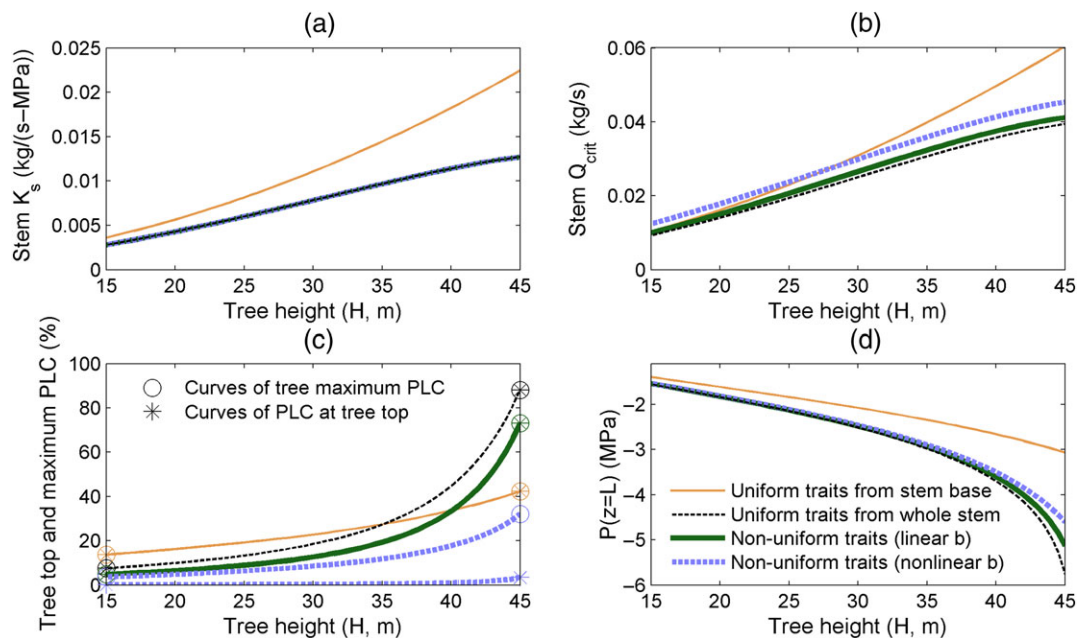 (a)
Stem K_s (kg/(s–MPa))
0.025
0.02
0.015
0.01
0.005
0
15 20 25 30 35 40 45
Tree height (H, m)
(b)
Stem Q_crit (kg/s)
0.06
0.04
0.02
0
15 20 25 30 35 40 45
Tree height (H, m)
(c)
Tree top and maximum PLC (%)
100
80
60
40
20
0
Curves of tree maximum PLC
Curves of PLC at tree top
15 20 25 30 35 40 45
Tree height (H, m)
(d)
P(z=L) (MPa)
–2
–3
–4
–5
–6
Uniform traits from stem base
Uniform traits from whole stem
Non-uniform traits (linear b)
Non-uniform traits (nonlinear b)
15 20 25 30 35 40 45
Tree height (H, m)